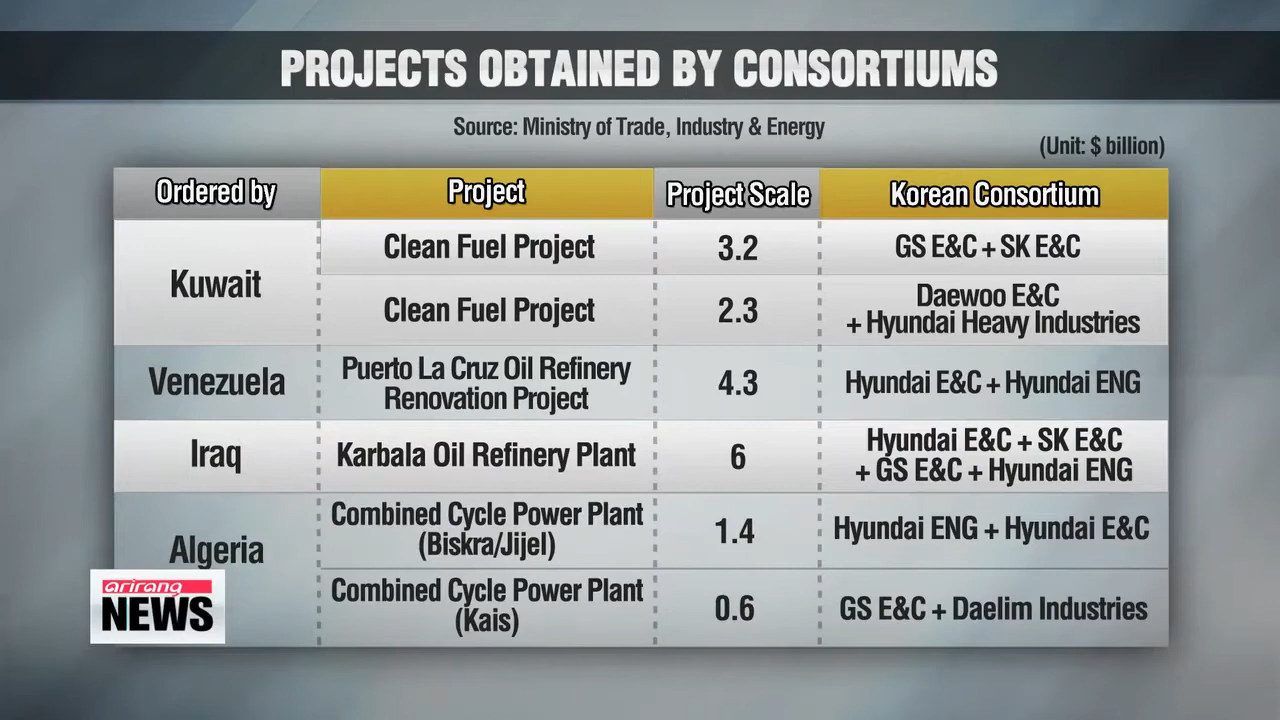 PROJECTS OBTAINED BY CONSORTIUMS
Source: Ministry of Trade, Industry & Energy
(Unit: $ billion)
Ordered by
Project
Project Scale
Korean Consortium
Kuwait
Clean Fuel Project
3.2
GS E&C + SK E&C
Clean Fuel Project
2.3
Daewoo E&C
+ Hyundai Heavy Industries
Venezuela
Puerto La Cruz Oil Refinery
Renovation Project
4.3
Hyundai E&C + Hyundai ENG
Iraq
Karbala Oil Refinery Plant
6
Hyundai E&C + SK E&C
+ GS E&C + Hyundai ENG
Algeria
Combined Cycle Power Plant
(Biskra/Jijel)
1.4
Hyundai ENG + Hyundai E&C
Combined Cycle Power Plant
(Kais)
0.6
GS E&C + Daelim Industries
arirang
NEWS